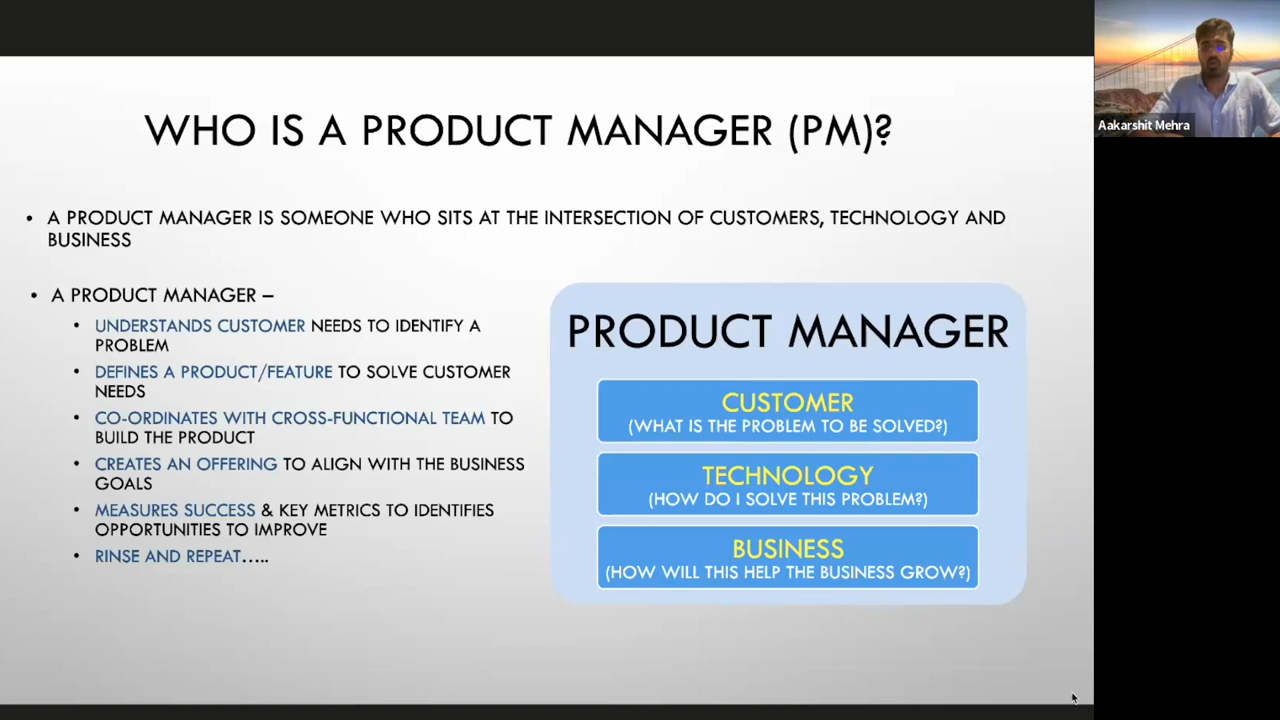 WHO IS A PRODUCT MANAGER (PM)?
• A PRODUCT MANAGER IS SOMEONE WHO SITS AT THE INTERSECTION OF CUSTOMERS, TECHNOLOGY AND
BUSINESS
• A PRODUCT MANAGER –
• UNDERSTANDS CUSTOMER NEEDS TO IDENTIFY A
PROBLEM
• DEFINES A PRODUCT/FEATURE TO SOLVE CUSTOMER
NEEDS
• CO-ORDINATES WITH CROSS-FUNCTIONAL TEAM TO
BUILD THE PRODUCT
• CREATES AN OFFERING TO ALIGN WITH THE BUSINESS
GOALS
• MEASURES SUCCESS & KEY METRICS TO IDENTIFIES
OPPORTUNITIES TO IMPROVE
• RINSE AND REPEAT.....
PRODUCT MANAGER
CUSTOMER
(WHAT IS THE PROBLEM TO BE SOLVED?)
TECHNOLOGY
(HOW DO I SOLVE THIS PROBLEM?)
BUSINESS
(HOW WILL THIS HELP THE BUSINESS GROW?)
Aakarshit Mehra